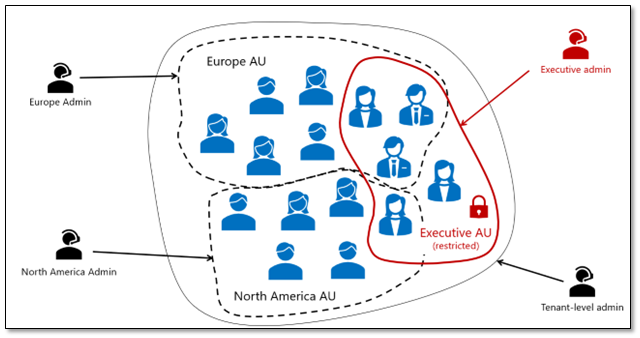 Europe AU
Executive admin
Europe Admin
Executive AU
(restricted)
North America Admin
North America AU
Tenant-level admin